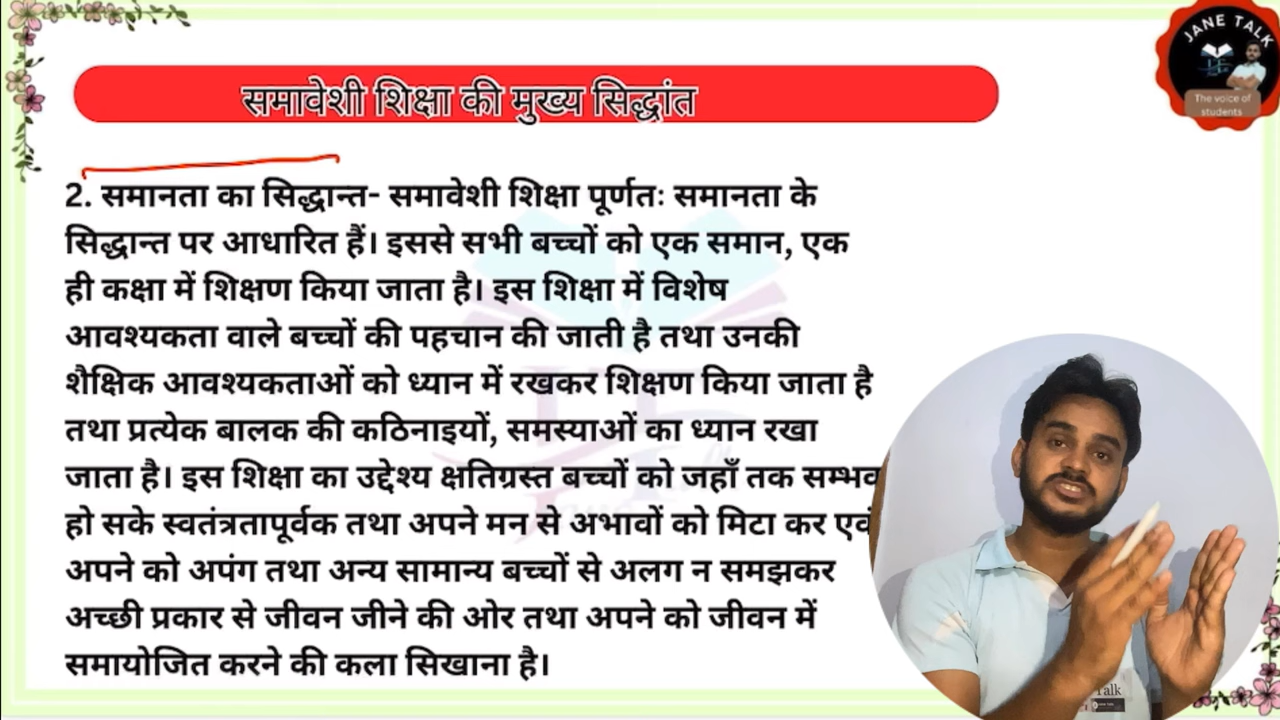 समावेशी शिक्षा की मुख्य सिद्धांत
JANE TALK
The voice of
students
2. समानता का सिद्धान्त- समावेशी शिक्षा पूर्णतः समानता के
सिद्धान्त पर आधारित हैं। इससे सभी बच्चों को एक समान, एक
ही कक्षा में शिक्षण किया जाता है। इस शिक्षा में विशेष
आवश्यकता वाले बच्चों की पहचान की जाती है तथा उनकी
शैक्षिक आवश्यकताओं को ध्यान में रखकर शिक्षण किया जाता है
तथा प्रत्येक बालक की कठिनाइयों, समस्याओं का ध्यान रखा
जाता है। इस शिक्षा का उद्देश्य क्षतिग्रस्त बच्चों को जहाँ तक सम्भव
हो सके स्वतंत्रतापूर्वक तथा अपने मन से अभावों को मिटा कर एवं
अपने को अपंग तथा अन्य सामान्य बच्चों से अलग न समझकर
अच्छी प्रकार से जीवन जीने की ओर तथा अपने को जीवन में
समायोजित करने की कला सिखाना है।
Talk